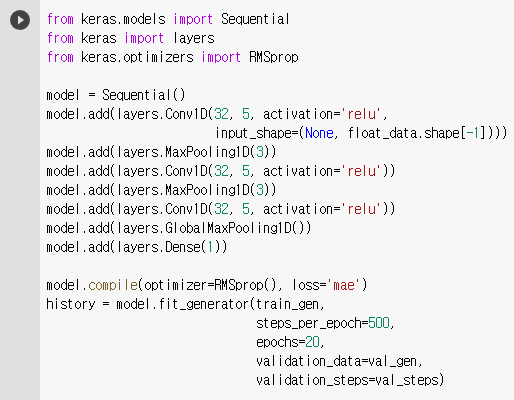 from keras.models import Sequential
from keras import layers
from keras.optimizers import RMSprop

model = Sequential()
model.add(layers.Conv1D(32, 5, activation='relu',
                        input_shape=(None, float_data.shape[-1])))
model.add(layers.MaxPooling1D(3))
model.add(layers.Conv1D(32, 5, activation='relu'))
model.add(layers.MaxPooling1D(3))
model.add(layers.Conv1D(32, 5, activation='relu'))
model.add(layers.GlobalMaxPooling1D())
model.add(layers.Dense(1))

model.compile(optimizer=RMSprop(), loss='mae')
history = model.fit_generator(train_gen,
                              steps_per_epoch=500,
                              epochs=20,
                              validation_data=val_gen,
                              validation_steps=val_steps)